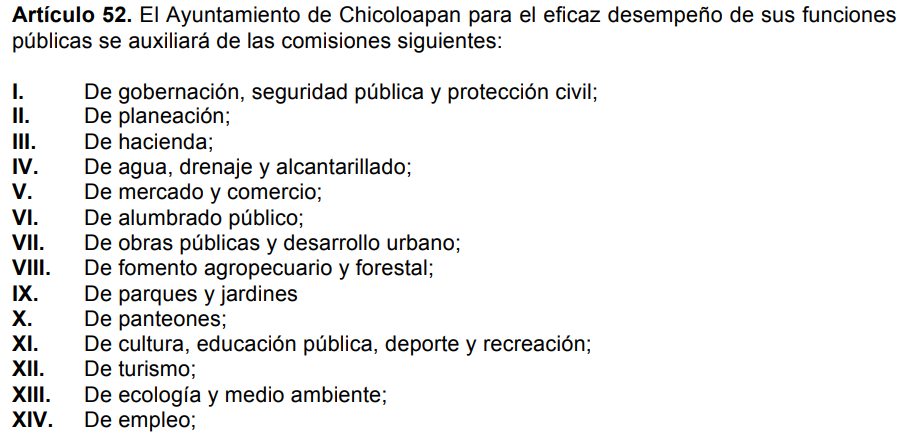 Artículo 52. El Ayuntamiento de Chicoloapan para el eficaz desempeño de sus funciones
públicas se auxiliará de las comisiones siguientes:
I. De gobernación, seguridad pública y protección civil;
II. De planeación;
III. De hacienda;
IV. De agua, drenaje y alcantarillado;
V. De mercado y comercio;
VI. De alumbrado público;
VII. De obras públicas y desarrollo urbano;
VIII. De fomento agropecuario y forestal;
IX. De parques y jardines
X. De panteones;
XI. De cultura, educación pública, deporte y recreación;
XII. De turismo;
XIII. De ecología y medio ambiente;
XIV. De empleo;